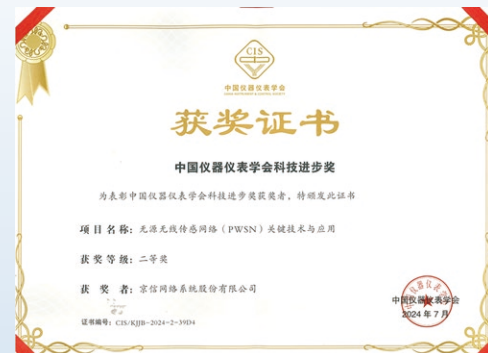 CIS
中国仪器仪表学会
CHINA INSTRUMENT & CONTROL SOCIETY
获奖证书
中国仪器仪表学会科技进步奖
为表彰中国仪器仪表学会科技进步奖获奖者，特颁发此证书
项目名称：无源无线传感网络（PWSN）关键技术与应用
获奖等级：二等奖
获 奖 者：京信网络系统股份有限公司
证书编号：CIS/KJJB-2024-2-39D4
中国仪器仪表学会
2024 年 7 月